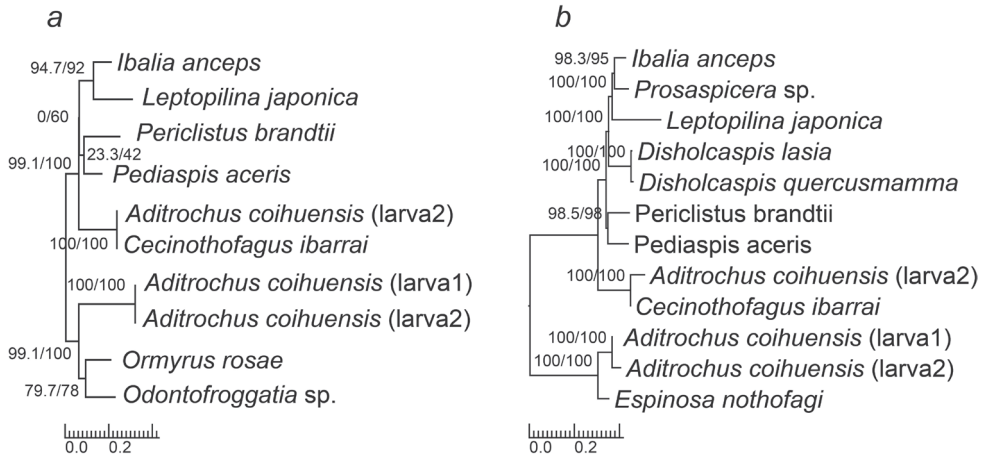 a
94.7/92
Ibalia anceps
Leptopilina japonica
0/60
Periclistus brandtii
23.3/42
99.1/100
Pediaspis aceris
Aditrochus coihuensis (larva2)
100/100
Cecinothofagus ibarrai
100/100
Aditrochus coihuensis (larva1)
Aditrochus coihuensis (larva2)
99.1/100
Ormyrus rosae
79.7/78
Odontofroggatia sp.
0.0 0.2
b
98.3/95
Ibalia anceps
100/100
Prosaspicera sp.
100/100
Leptopilina japonica
100/100
Disholcaspis lasia
100/100
Disholcaspis quercusmamma
98.5/98
Periclistus brandtii
Pediaspis aceris
100/100
Aditrochus coihuensis (larva2)
Cecinothofagus ibarrai
100/100
Aditrochus coihuensis (larva1)
100/100
Aditrochus coihuensis (larva2)
Espinosa nothofagi
0.0 0.2